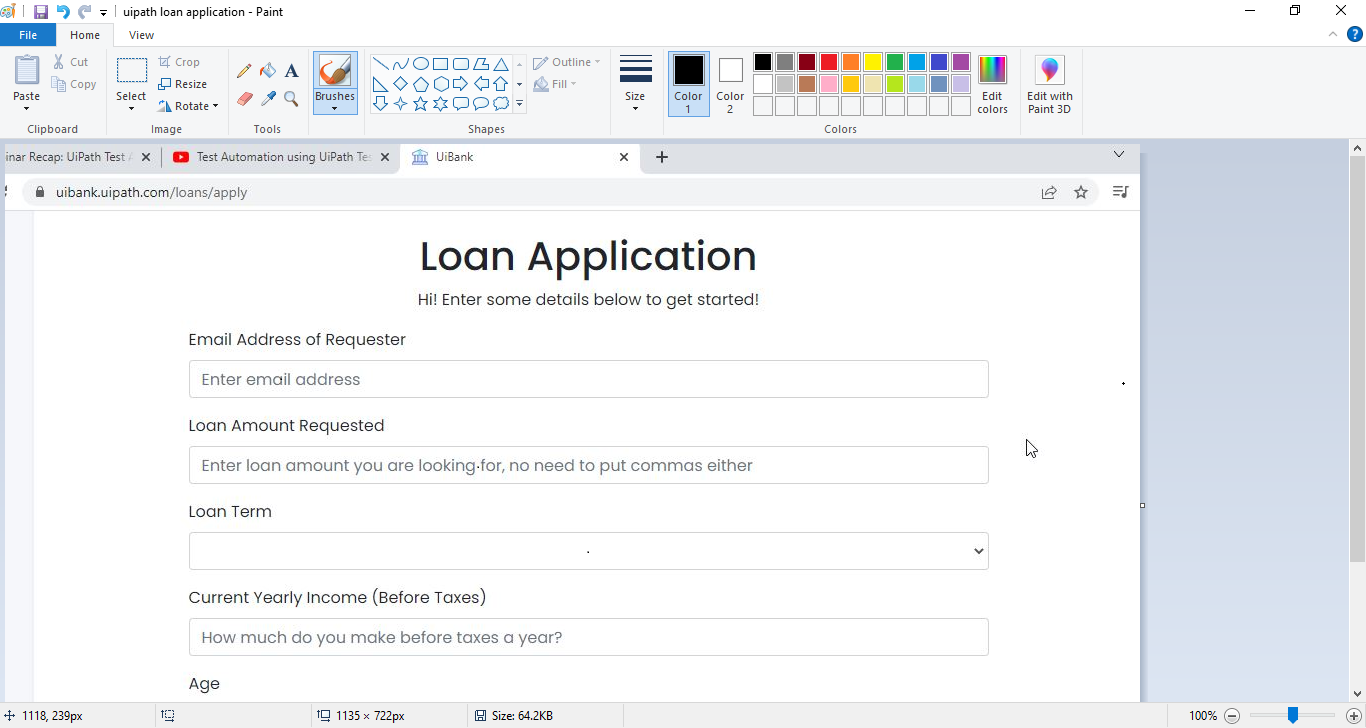 uipath loan application - Paint
File Home View
Paste
Cut
Copy
Clipboard
Select
Crop
Resize
Rotate
Image
A
Tools
Brushes
Shapes
Outline
Fill
Size
Color 1
Color 2
Edit colors
Colors
Edit with Paint 3D
inar Recap: UiPath Test Test Automation using UiPath Te UiBank
uibank.uipath.com/loans/apply
Loan Application
Hi! Enter some details below to get started!
Email Address of Requester
Enter email address
Loan Amount Requested
Enter loan amount you are looking for, no need to put commas either
Loan Term
Current Yearly Income (Before Taxes)
How much do you make before taxes a year?
Age
1118, 239px 1135 × 722px Size: 64.2KB 100%